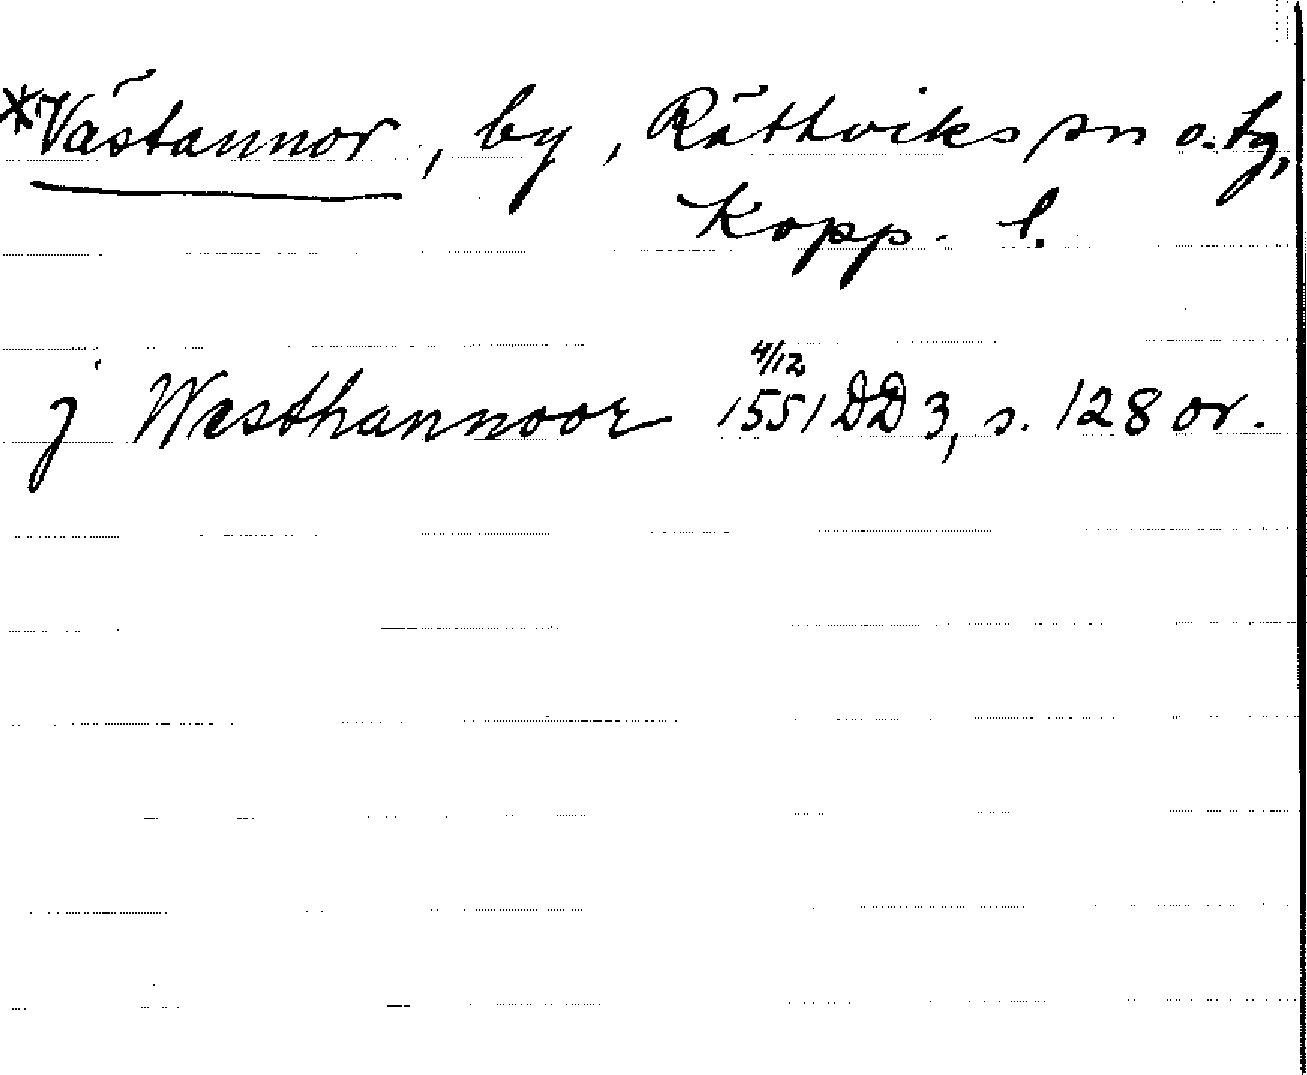 *Västannor, by, Rättviks sn o. tg,
Kopp. l.
j Westhannoor 4/12 1551 DD 3, s. 128 or.